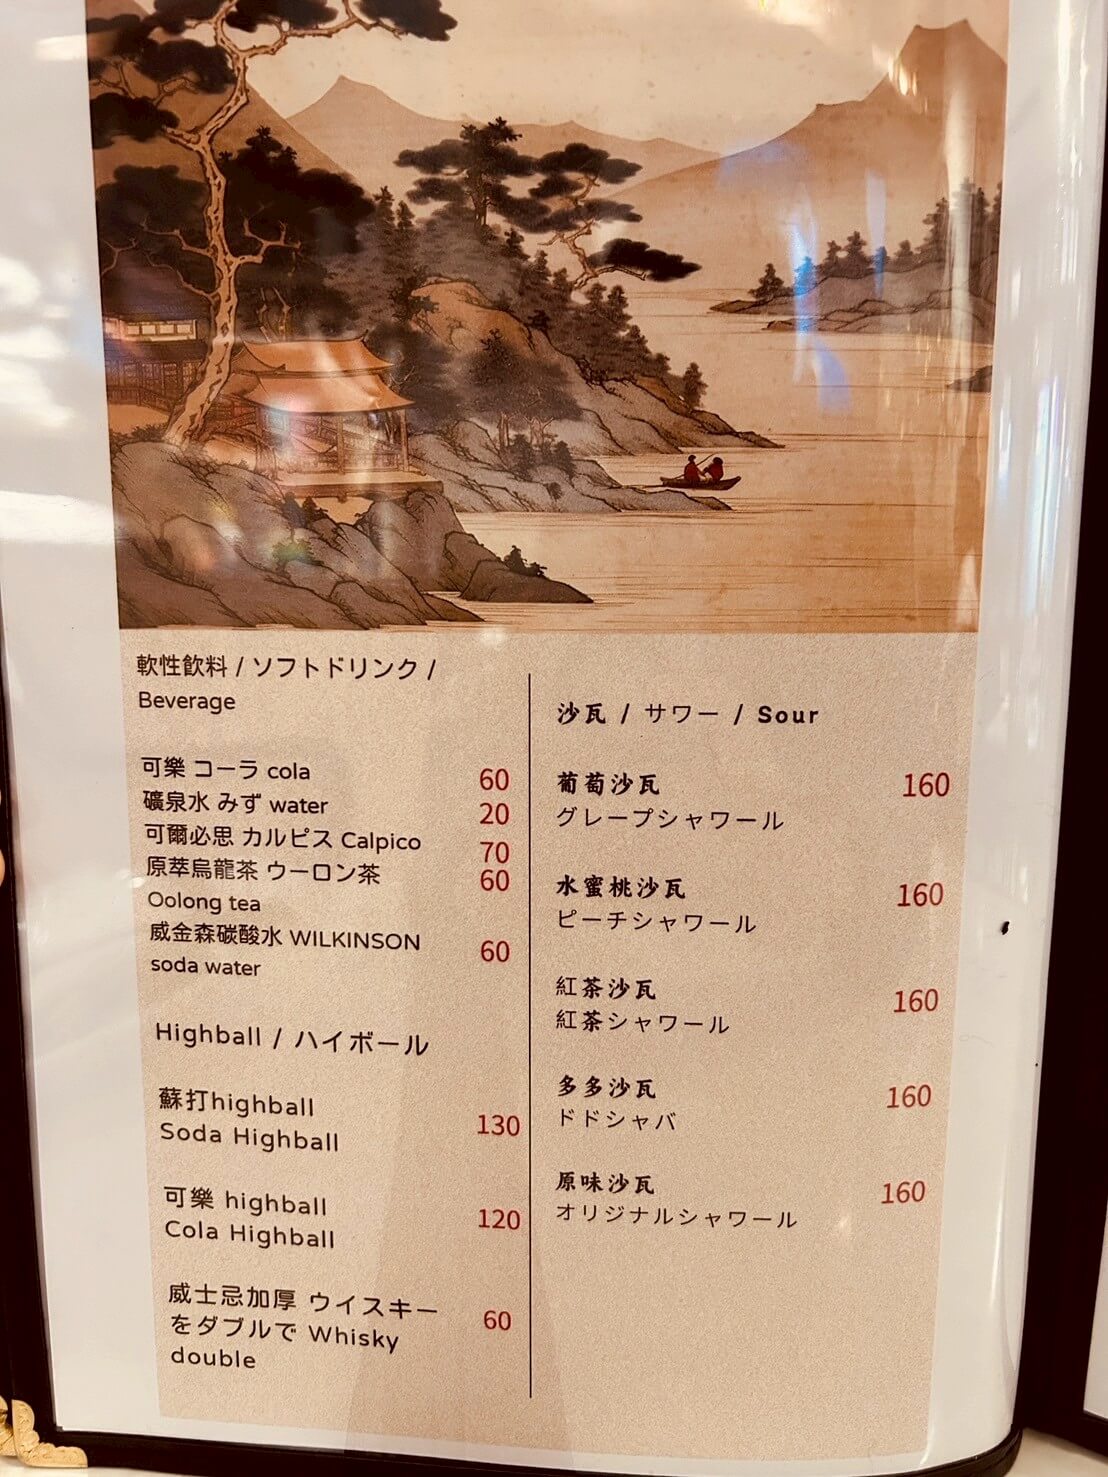 軟性飲料 / ソフトドリンク /
Beverage
可樂 コーラ cola 60
礦泉水 みず water 20
可爾必思 カルピス Calpico 70
原萃烏龍茶 ウーロン茶 60
Oolong tea
威金森碳酸水 WILKINSON 60
soda water
Highball / ハイボール
蘇打highball
Soda Highball 130
可樂 highball
Cola Highball 120
威士忌加厚 ウイスキー
をダブルで Whisky 60
double
沙瓦 / サワー / Sour
葡萄沙瓦 160
グレープシャワール
水蜜桃沙瓦 160
ピーチシャワール
紅茶沙瓦 160
紅茶シャワール
多多沙瓦 160
ドドシャバ
原味沙瓦 160
オリジナルシャワール